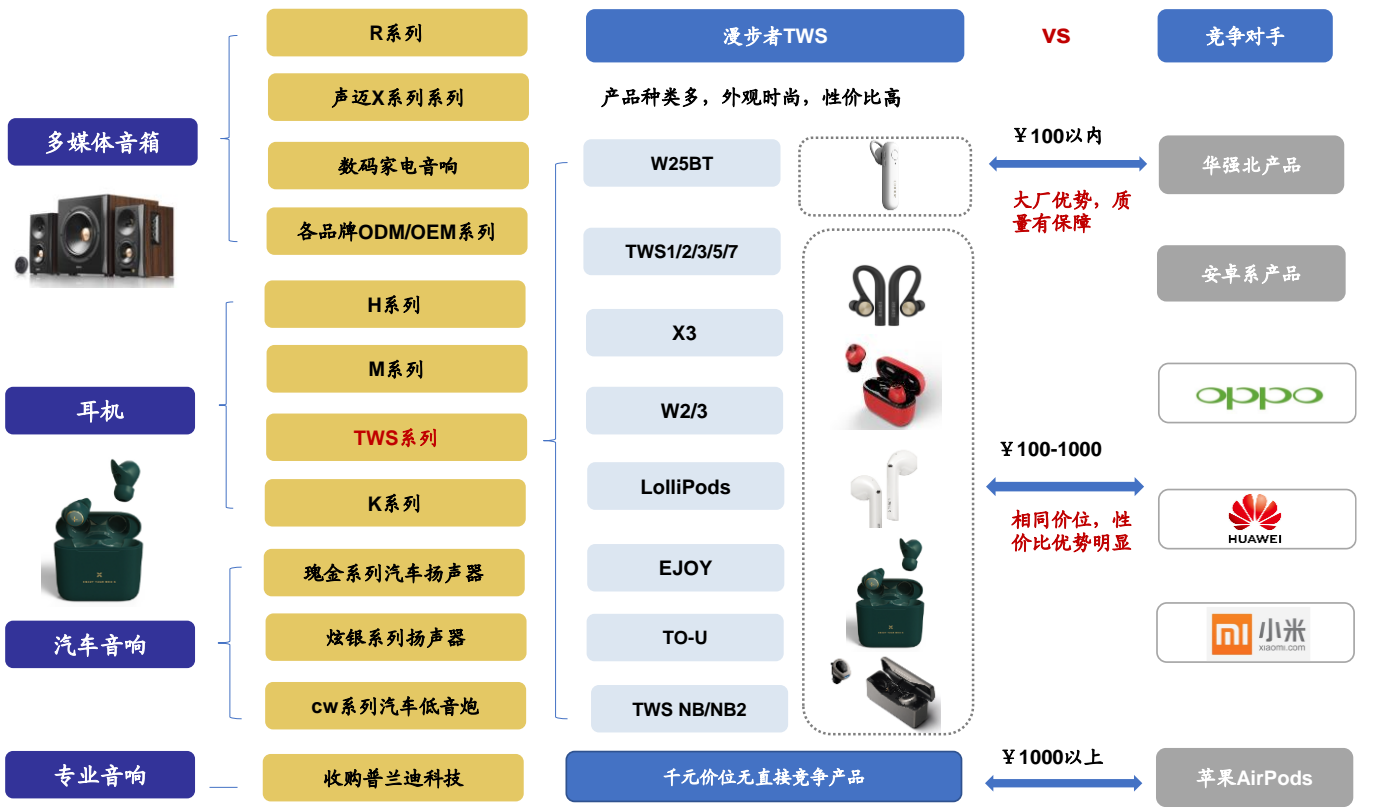 多媒体音箱
R系列
声迈X系列系列
数码家电音响
各品牌ODM/OEM系列
耳机
H系列
M系列
TWS系列
K系列
汽车音响
瑰金系列汽车扬声器
炫银系列扬声器
cw系列汽车低音炮
专业音响
收购普兰迪科技
漫步者TWS
VS
竞争对手
产品种类多，外观时尚，性价比高
W25BT
TWS1/2/3/5/7
X3
W2/3
LolliPods
EJOY
TO-U
TWS NB/NB2
千元价位无直接竞争产品
￥100以内
大厂优势，质
量有保障
￥100-1000
相同价位，性
价比优势明显
￥1000以上
华强北产品
安卓系产品
oppo
HUAWEI
小米
xiaomi.com
苹果AirPods